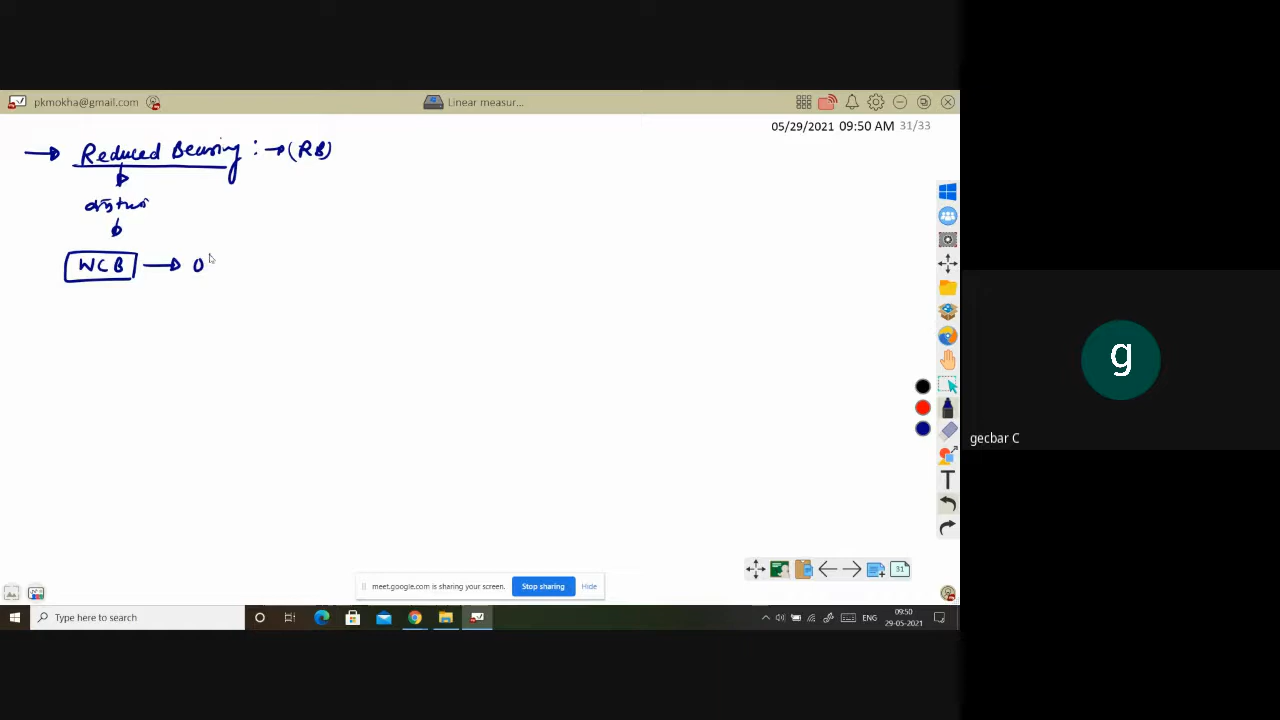 pkmokha@gmail.com
Linear measur...
05/29/2021 09:50 AM 31/33
→ Reduced Bearing : → (RB)
WCB → 0
gecbar C
g
T
31
meet.google.com is sharing your screen. Stop sharing Hide
Type here to search
ENG
09:50
29-05-2021